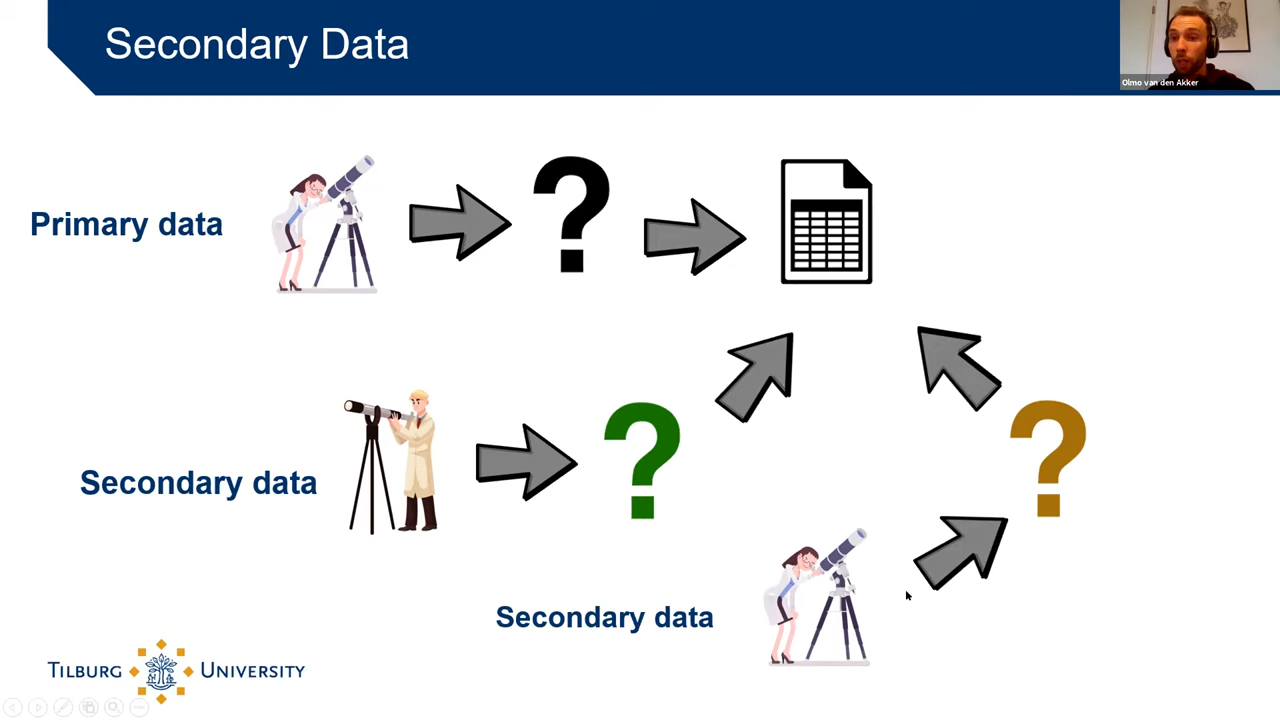 Secondary Data
Olmo van den Akker
Primary data
?
Secondary data
?
?
Secondary data
TILBURG UNIVERSITY